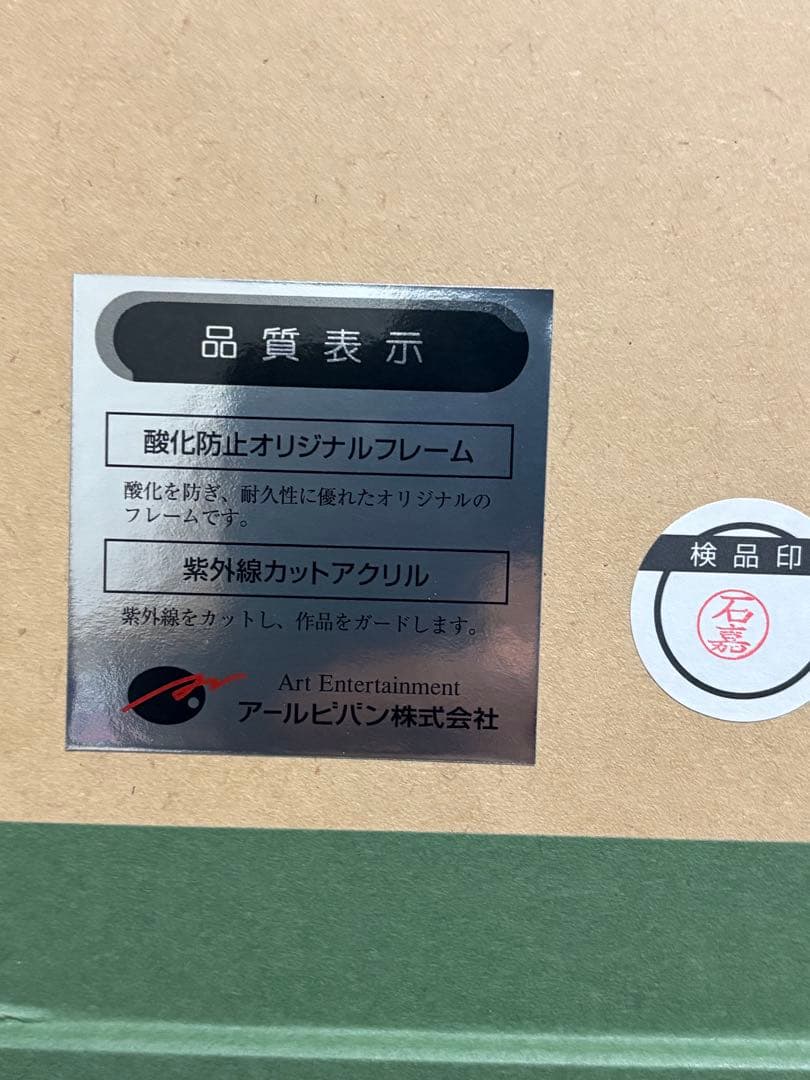 品質表示
酸化防止オリジナルフレーム
酸化を防ぎ、耐久性に優れたオリジナルの
フレームです。
紫外線カットアクリル
紫外線をカットし、作品をガードします。
Art Entertainment
アールビバン株式会社
検品印
石
嘉